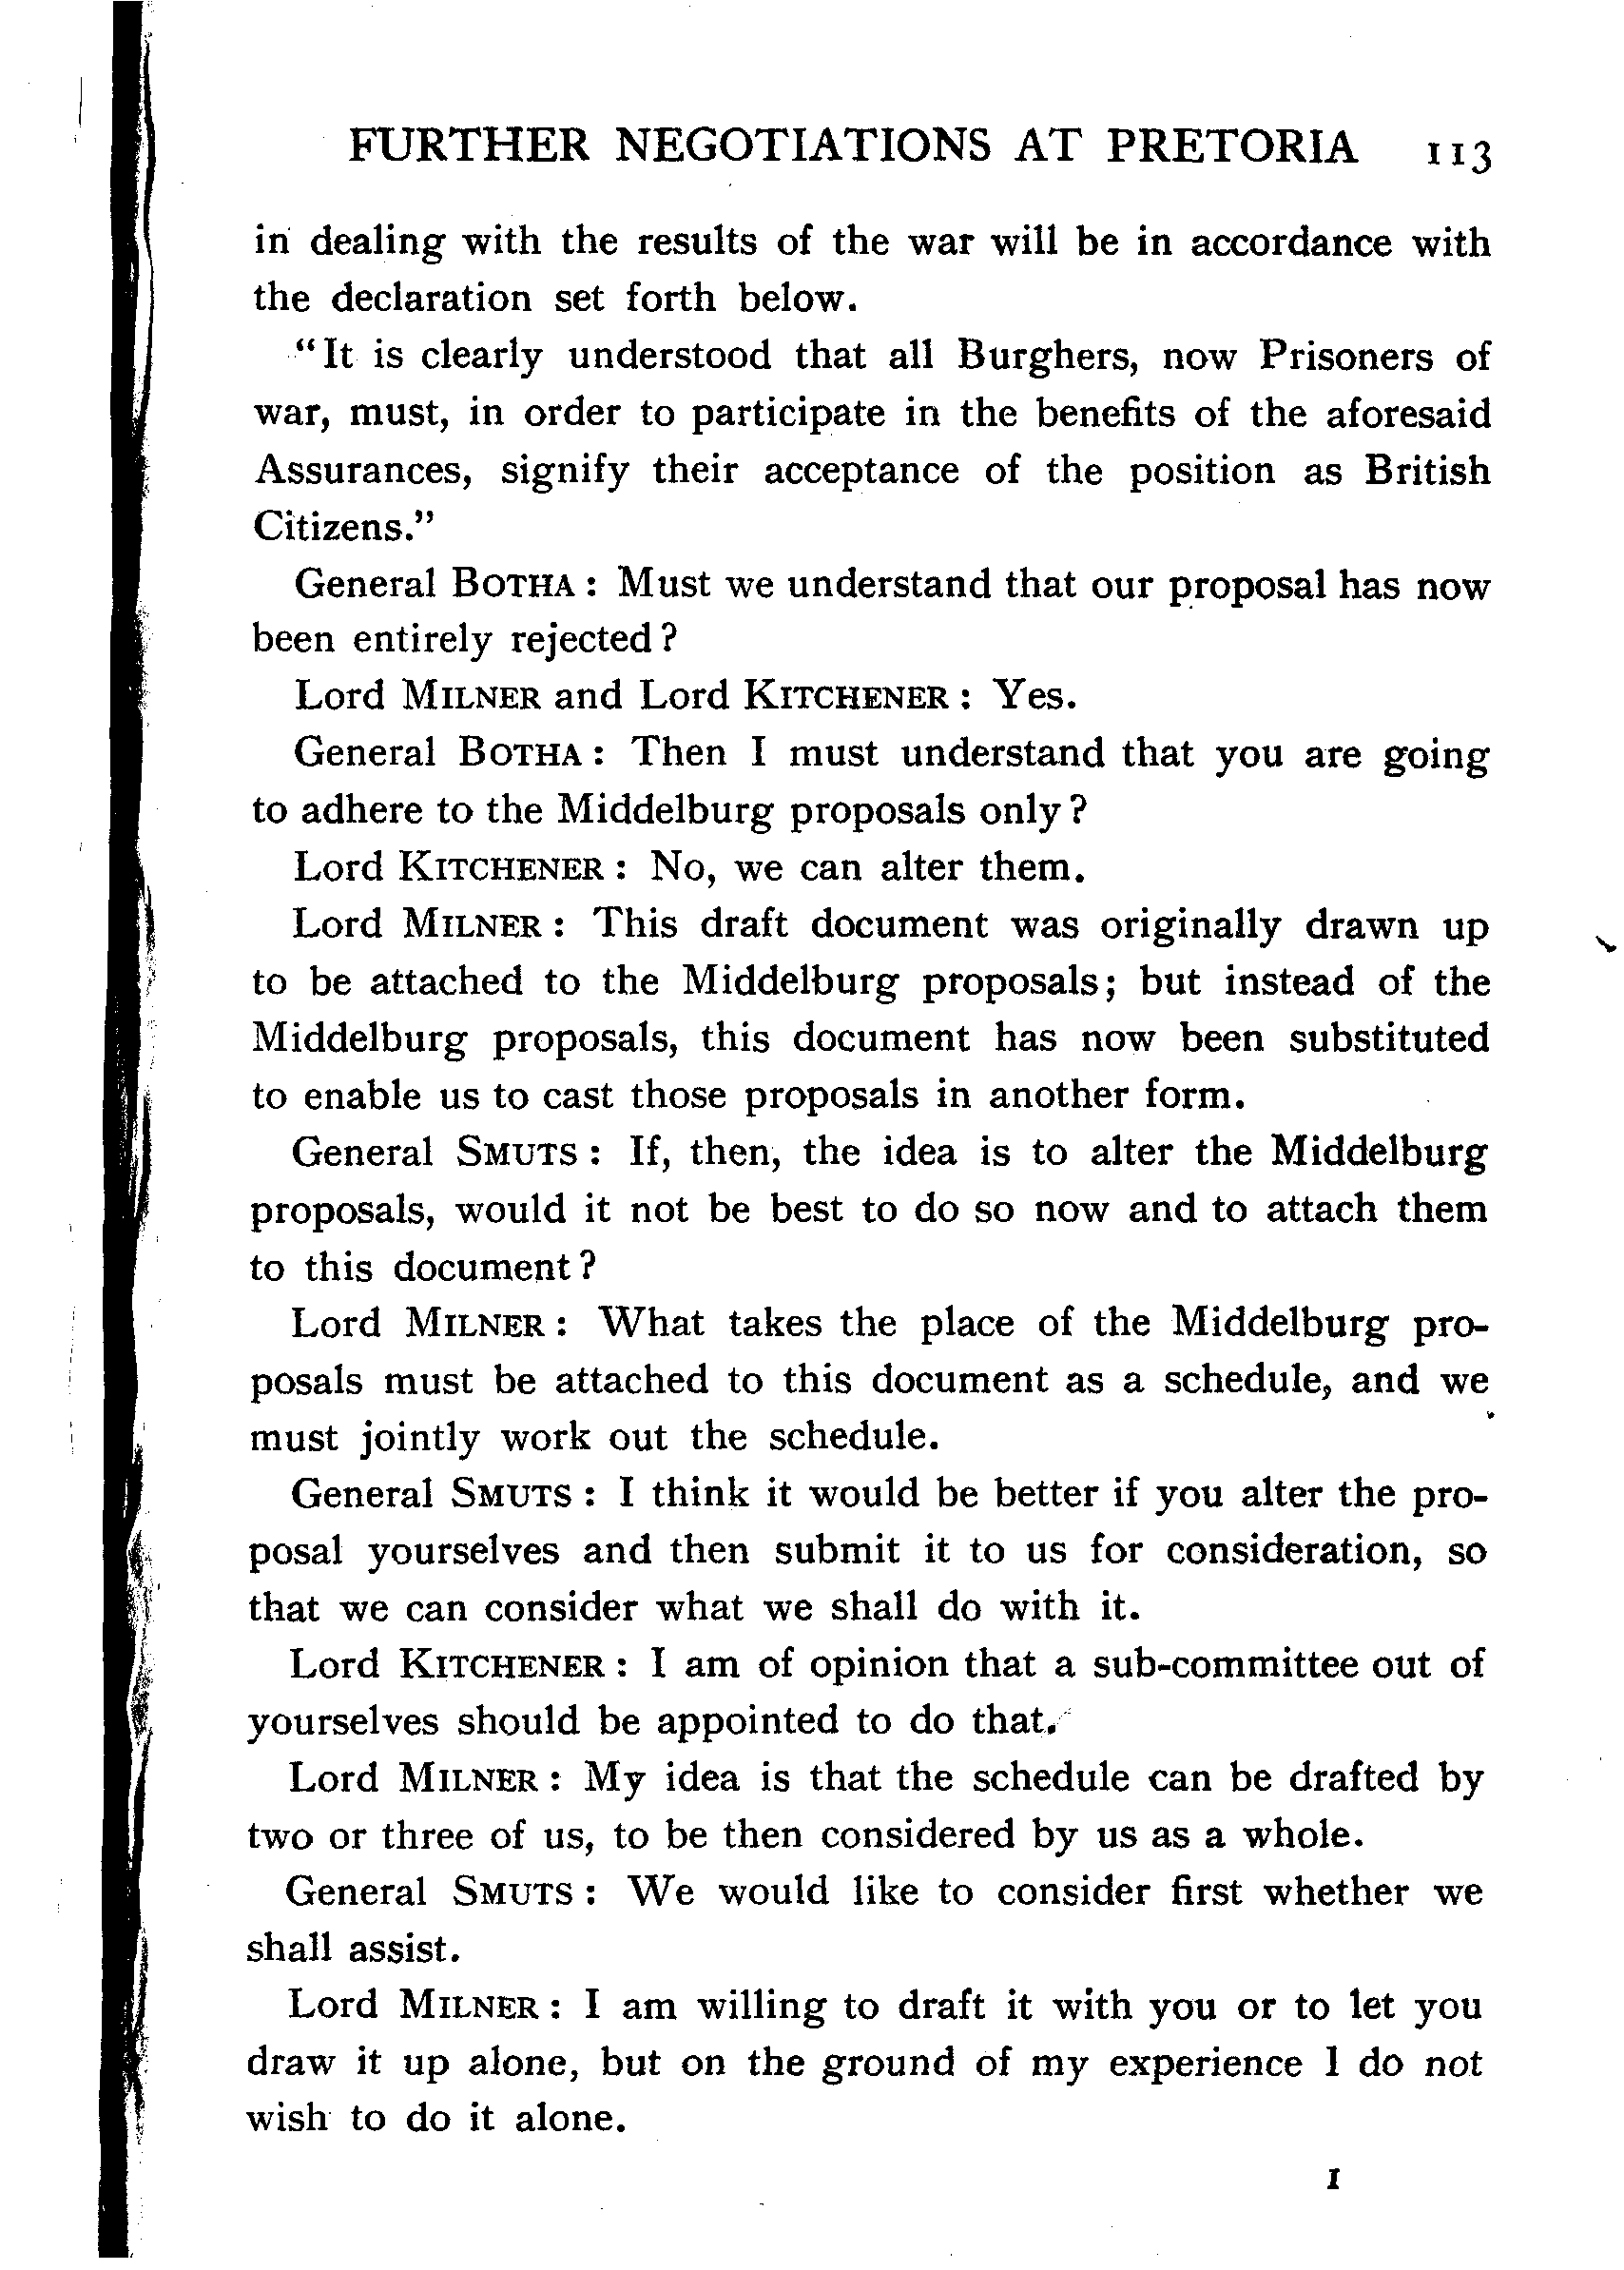 FURTHER NEGOTIATIONS AT PRETORIA 113
in dealing with the results of the war will be in accordance with
the declaration set forth below.
"It is clearly understood that all Burghers, now Prisoners of
war, must, in order to participate in the benefits of the aforesaid
Assurances, signify their acceptance of the position as British
Citizens."
General BOTHA : Must we understand that our proposal has now
been entirely rejected ?
Lord MILNER and Lord KITCHENER : Yes.
General BOTHA : Then I must understand that you are going
to adhere to the Middelburg proposals only ?
Lord KITCHENER : No, we can alter them.
Lord MILNER : This draft document was originally drawn up
to be attached to the Middelburg proposals; but instead of the
Middelburg proposals, this document has now been substituted
to enable us to cast those proposals in another form.
General SMUTS : If, then, the idea is to alter the Middelburg
proposals, would it not be best to do so now and to attach them
to this document ?
Lord MILNER : What takes the place of the Middelburg pro-
posals must be attached to this document as a schedule, and we
must jointly work out the schedule.
General SMUTS : I think it would be better if you alter the pro-
posal yourselves and then submit it to us for consideration, so
that we can consider what we shall do with it.
Lord KITCHENER : I am of opinion that a sub-committee out of
yourselves should be appointed to do that.
Lord MILNER : My idea is that the schedule can be drafted by
two or three of us, to be then considered by us as a whole.
General SMUTS : We would like to consider first whether we
shall assist.
Lord MILNER : I am willing to draft it with you or to let you
draw it up alone, but on the ground of my experience I do not
wish to do it alone.
I